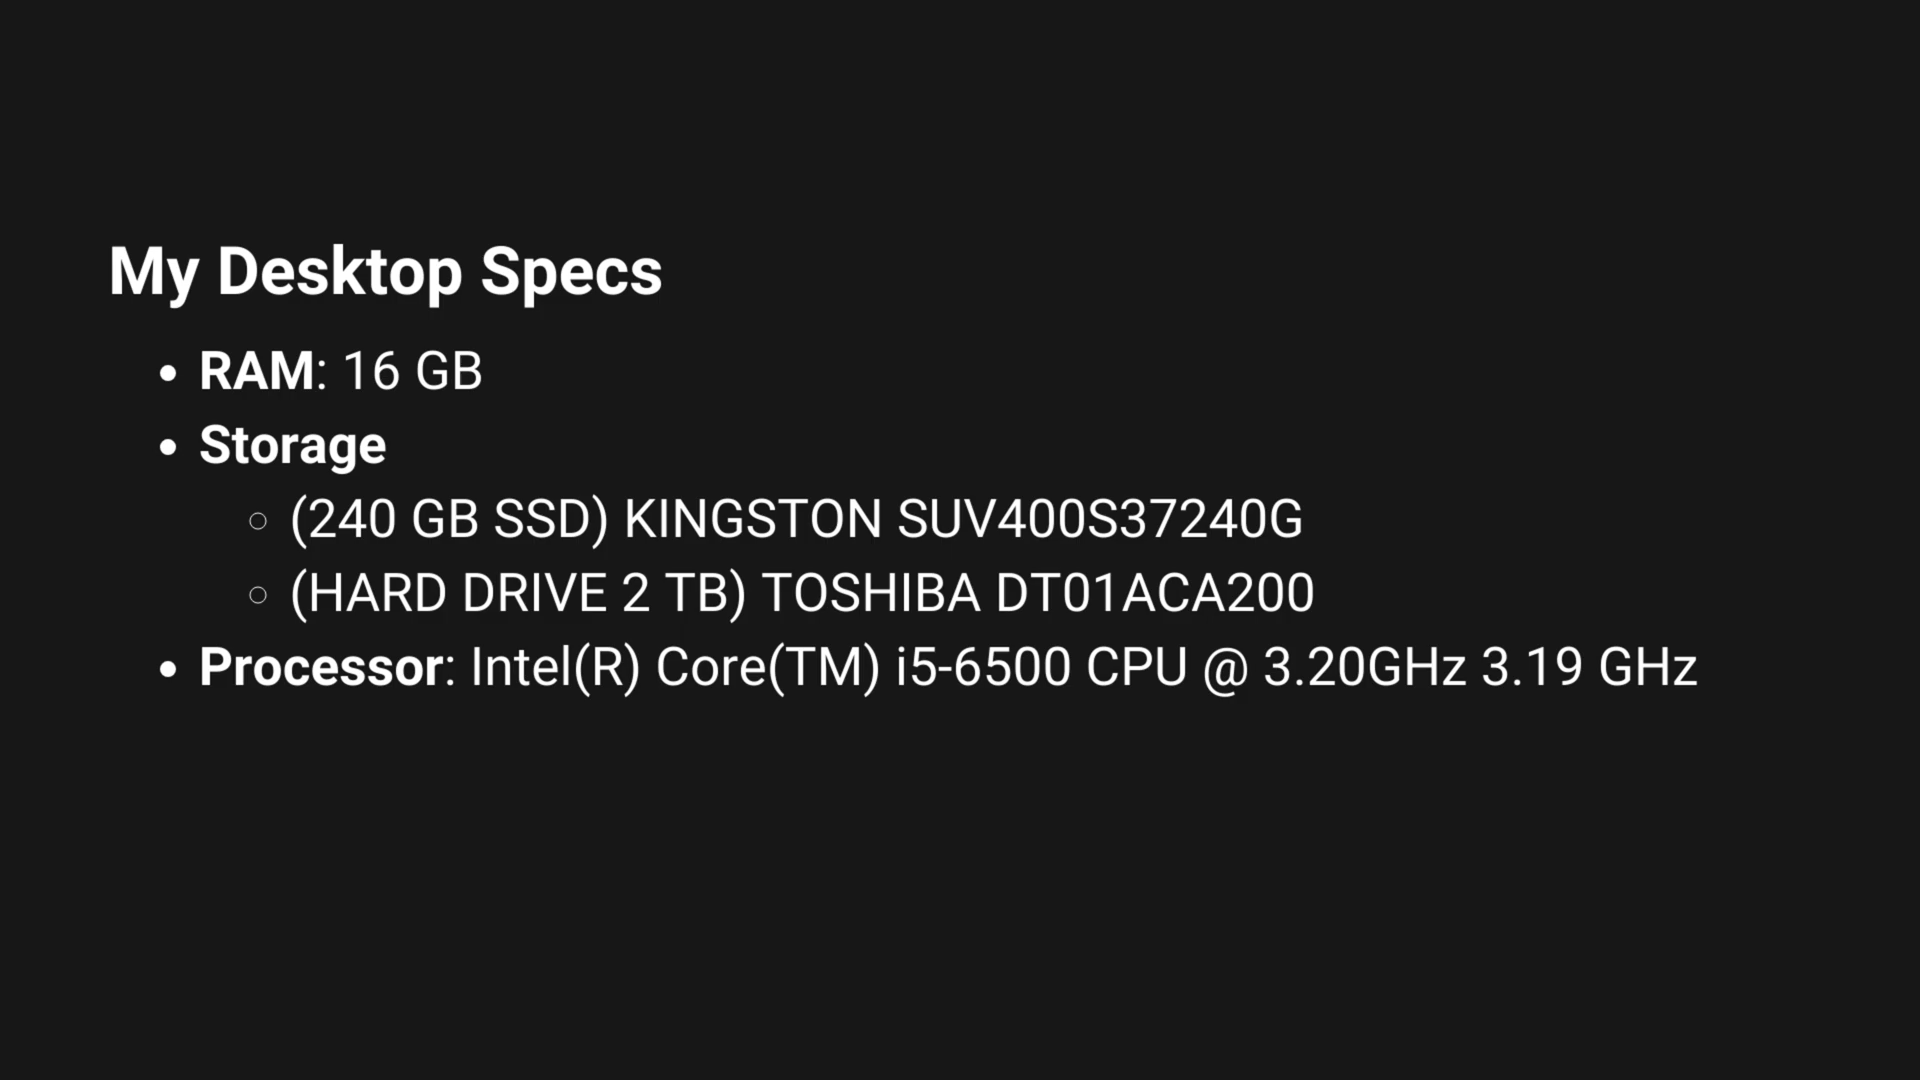 My Desktop Specs
• RAM: 16 GB
• Storage
○ (240 GB SSD) KINGSTON SUV400S37240G
○ (HARD DRIVE 2 TB) TOSHIBA DT01ACA200
• Processor: Intel(R) Core(TM) i5-6500 CPU @ 3.20GHz 3.19 GHz